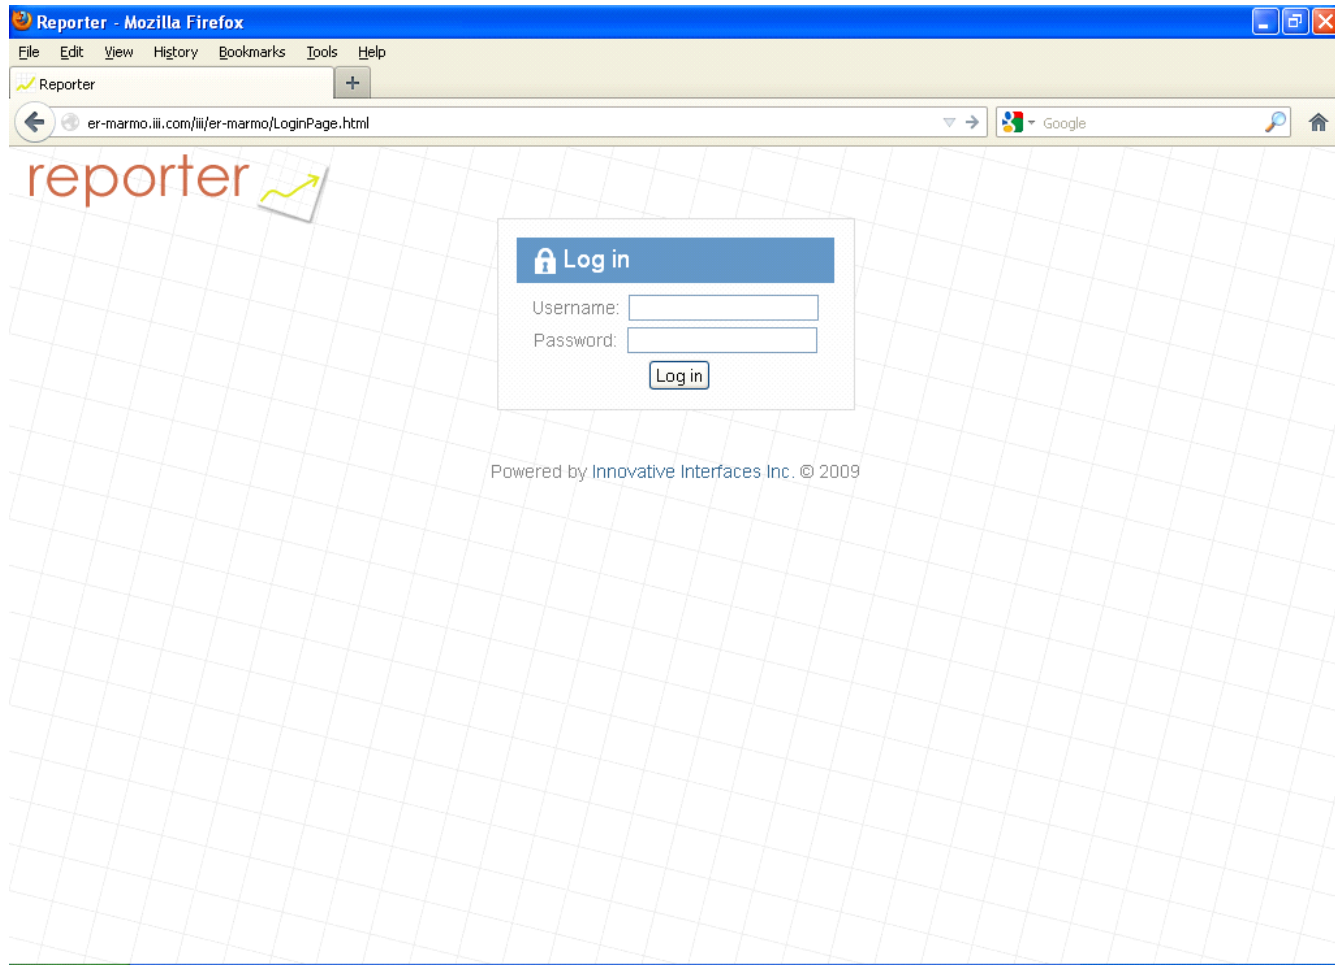 Reporter - Mozilla Firefox
File Edit View History Bookmarks Tools Help
Reporter
er-marmo.iii.com/iii/er-marmo/LoginPage.html Google
reporter
Log in
Username:
Password:
Log in
Powered by Innovative Interfaces Inc. © 2009